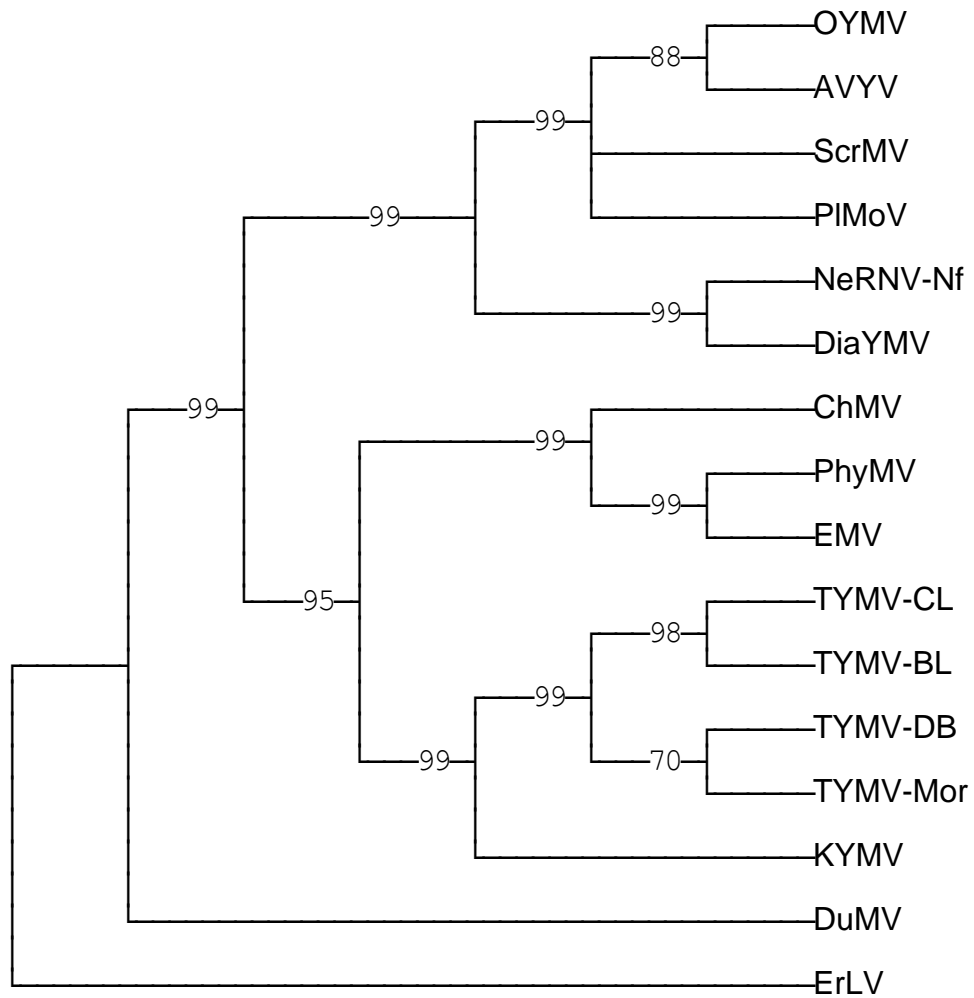 OYMV
88
AVYV
99
ScrMV
99
PlMoV
NeRNV-Nf
99
DiaYMV
99
ChMV
99
PhyMV
99
EMV
95
TYMV-CL
98
TYMV-BL
99
TYMV-DB
99
70
TYMV-Mor
KYMV
DuMV
ErLV